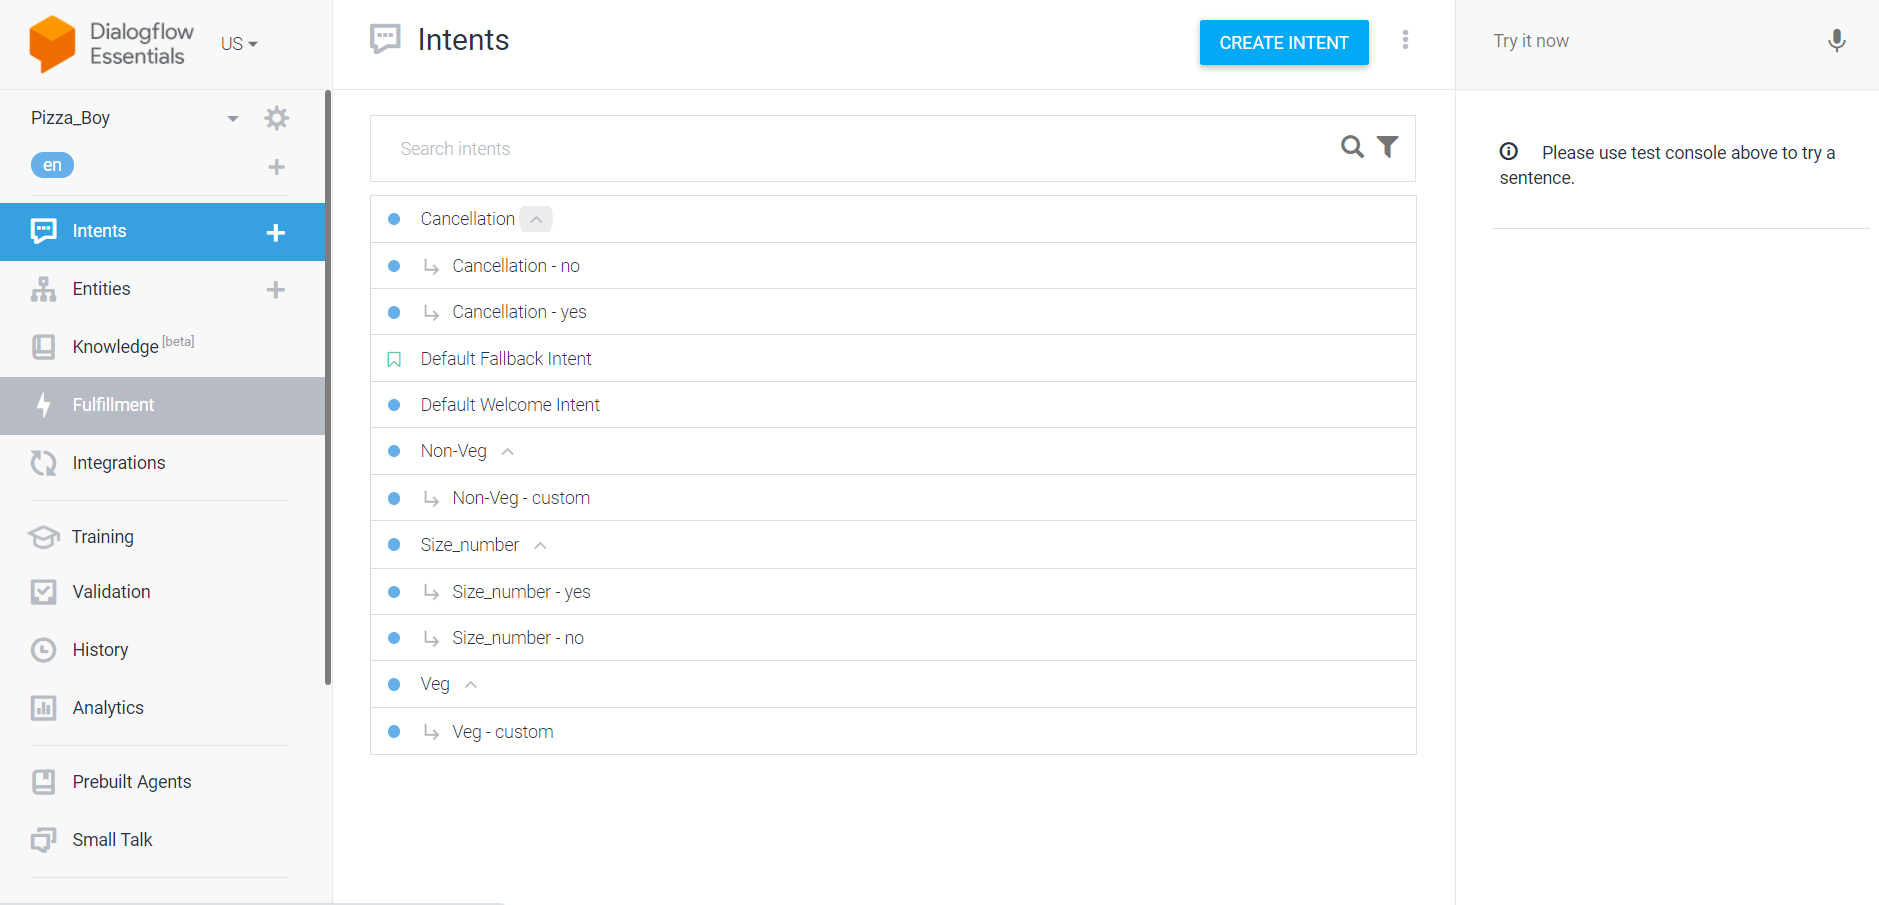 Dialogflow
Essentials
US
Intents
CREATE INTENT
Try it now
Pizza_Boy
en
Intents
Entities
Knowledge [beta]
Fulfillment
Integrations
Training
Validation
History
Analytics
Prebuilt Agents
Small Talk
Search intents
Cancellation
Cancellation - no
Cancellation - yes
Default Fallback Intent
Default Welcome Intent
Non-Veg
Non-Veg - custom
Size_number
Size_number - yes
Size_number - no
Veg
Veg - custom
Please use test console above to try a
sentence.